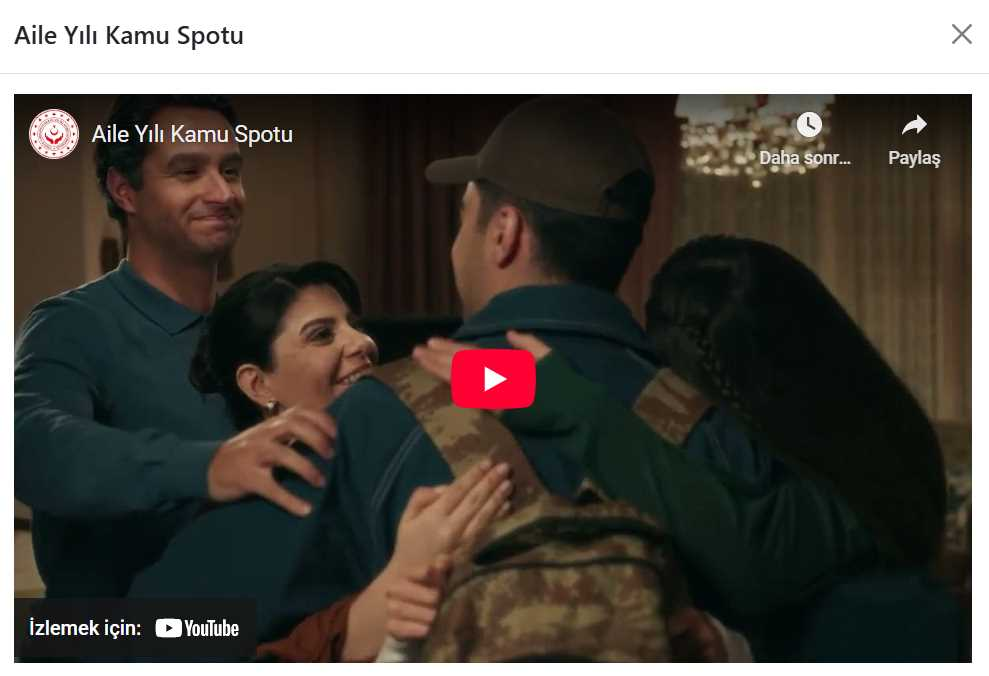 Aile Yılı Kamu Spotu
Aile Yılı Kamu Spotu
Daha sonr...
Paylaş
İzlemek için: YouTube